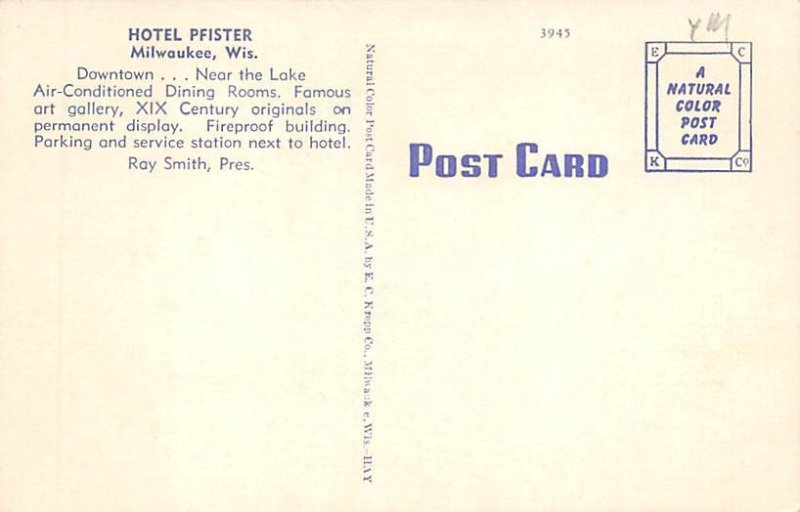 HOTEL PFISTER
Milwaukee, Wis.
Downtown . . . Near the Lake
Air-Conditioned Dining Rooms. Famous
art gallery, XIX Century originals on
permanent display. Fireproof building.
Parking and service station next to hotel.
Ray Smith, Pres.
Natural Color Post Card Made in U. S. A. by E. C. Kropp Co., Milwaukee, Wis.-HAY
3945
POST CARD
E C
A
NATURAL
COLOR
POST
CARD
K Co